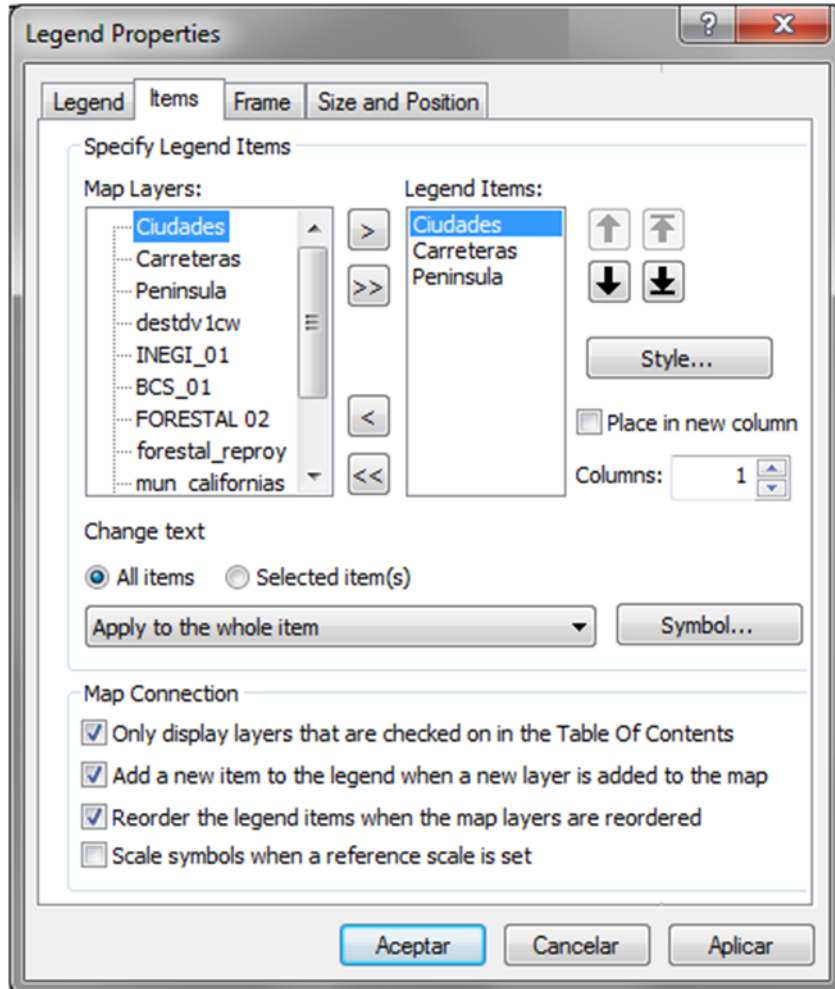 Legend Properties
?
Legend Items Frame Size and Position
Specify Legend Items
Map Layers:
Ciudades
Carreteras
Peninsula
destdv1cw
INEGI_01
BCS_01
FORESTAL 02
forestal_reproy
mun_californias
>
>>
<
<<
Legend Items:
Ciudades
Carreteras
Peninsula
Style...
Place in new column
Columns: 1
Change text
All items Selected item(s)
Apply to the whole item
Symbol...
Map Connection
Only display layers that are checked on in the Table Of Contents
Add a new item to the legend when a new layer is added to the map
Reorder the legend items when the map layers are reordered
Scale symbols when a reference scale is set
Aceptar Cancelar Aplicar